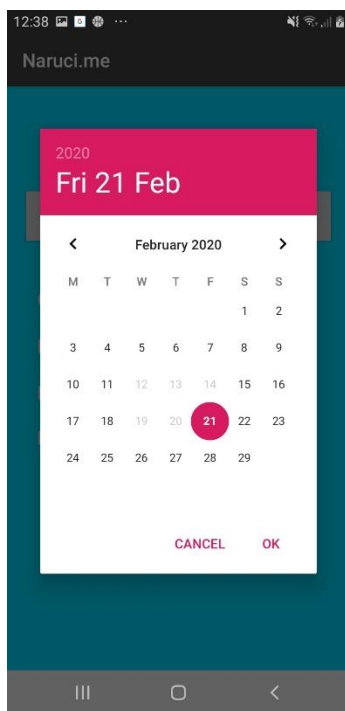 12:38
Naruci.me
2020
Fri 21 Feb
February 2020
M T W T F S S
1 2
3 4 5 6 7 8 9
10 11 12 13 14 15 16
17 18 19 20 21 22 23
24 25 26 27 28 29
CANCEL OK